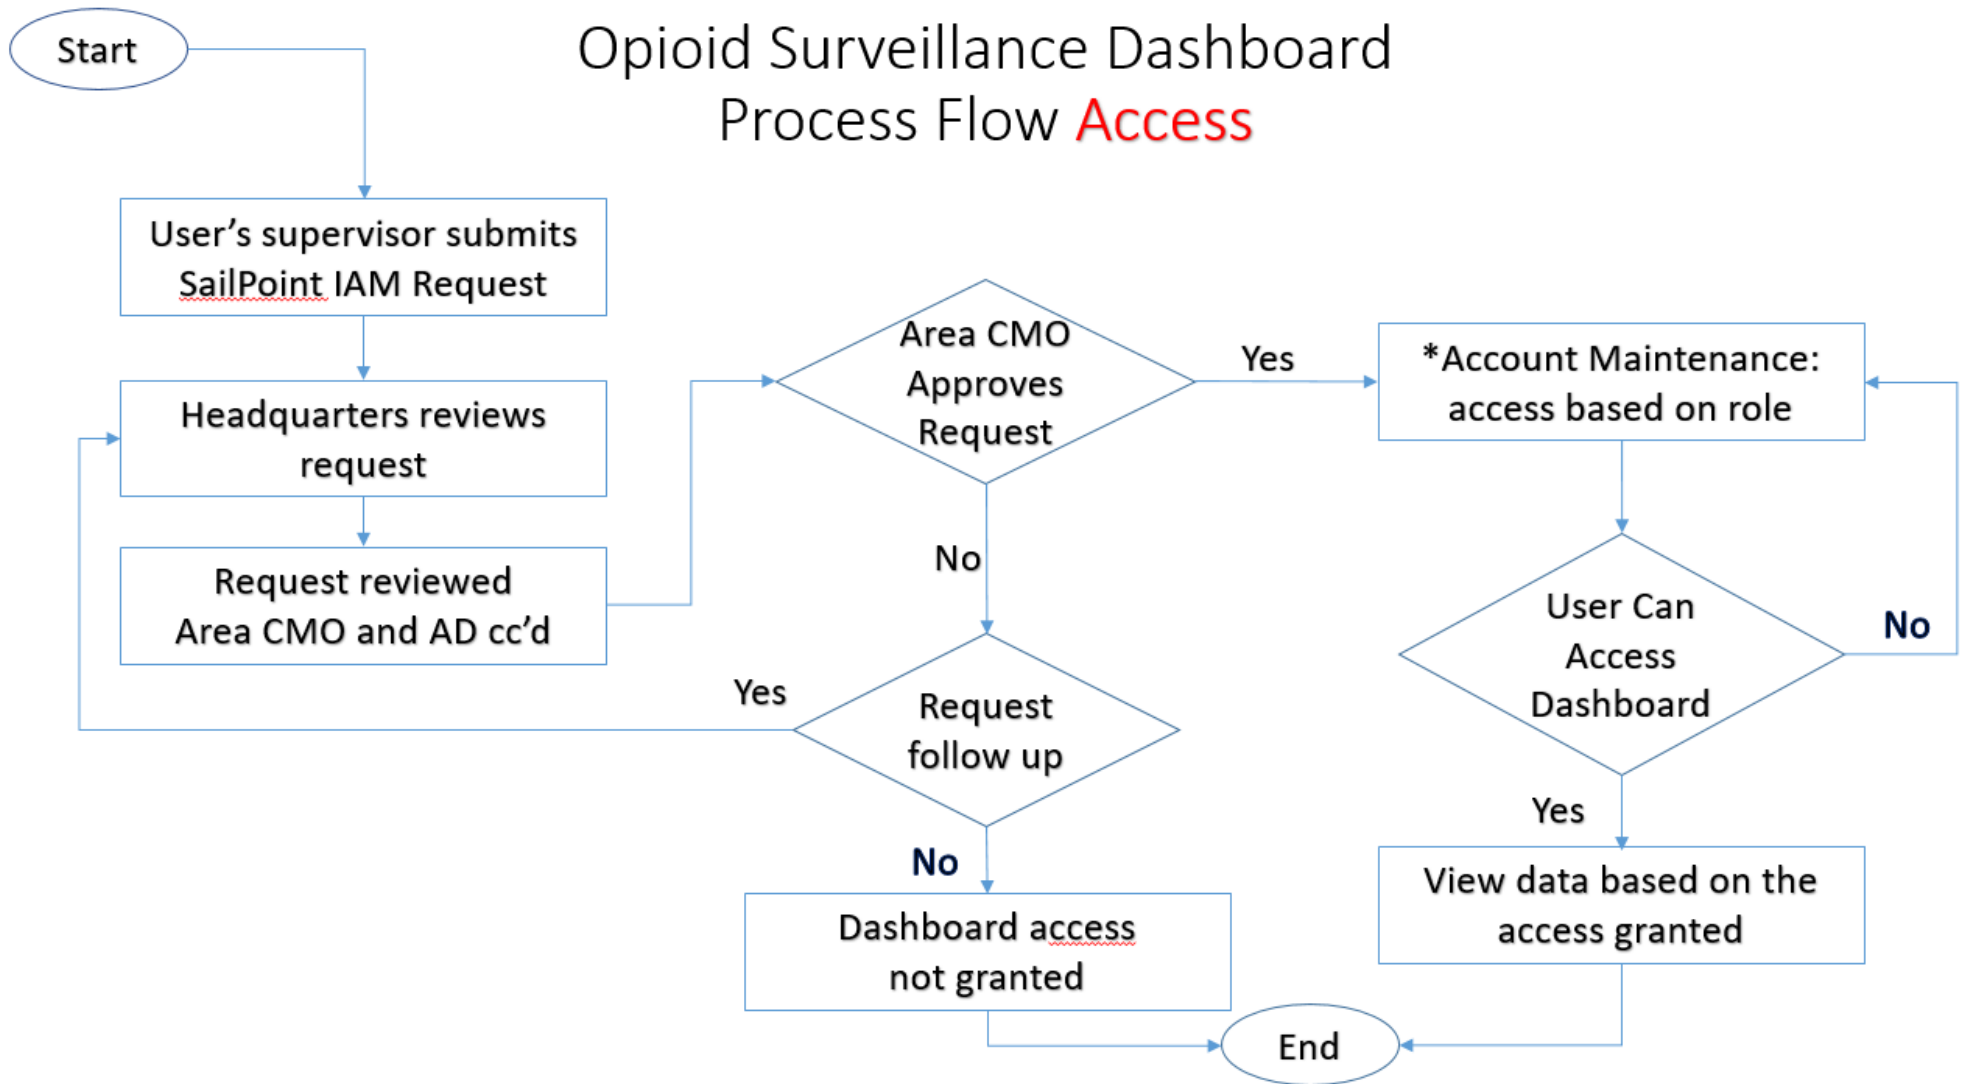 Start
Opioid Surveillance Dashboard
Process Flow Access
User’s supervisor submits
SailPoint IAM Request
Headquarters reviews
request
Request reviewed
Area CMO and AD cc’d
Area CMO
Approves
Request
Yes
No
Request
follow up
Yes
No
Dashboard access
not granted
*Account Maintenance:
access based on role
User Can
Access
Dashboard
No
Yes
View data based on the
access granted
End